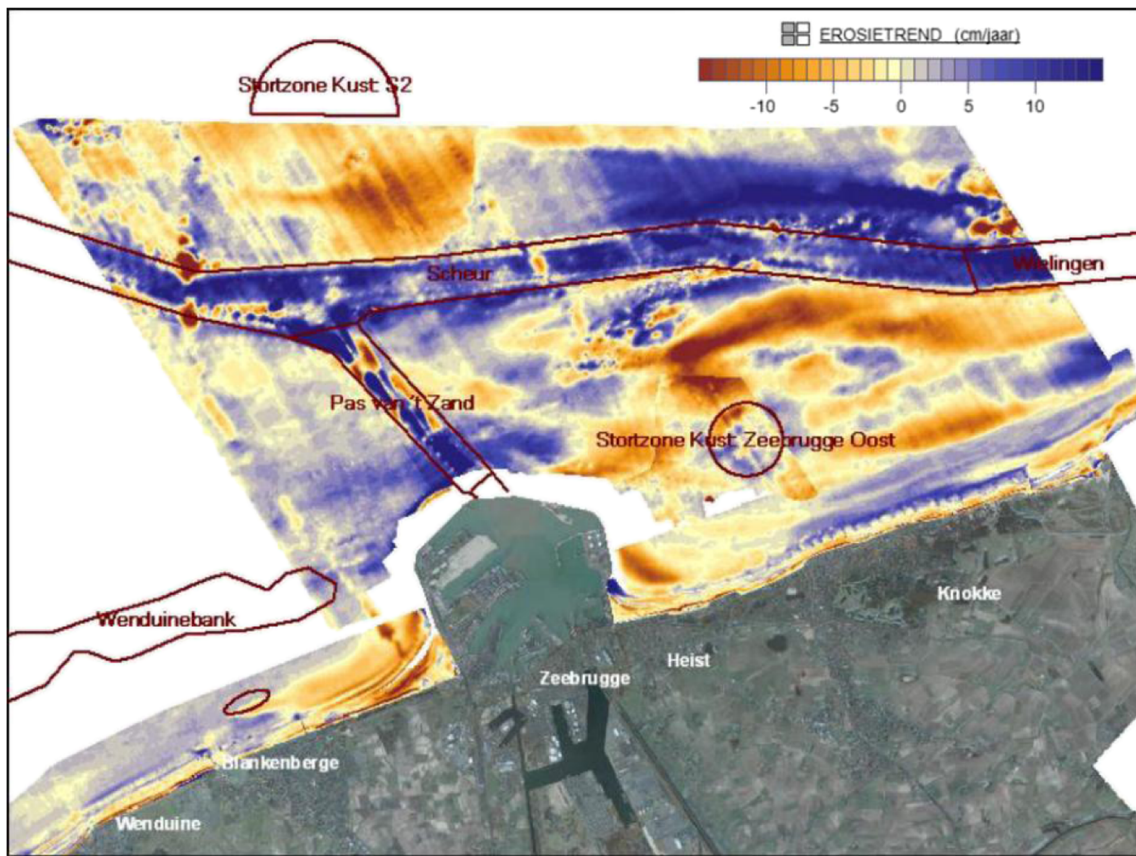 EROSIETREND (cm/jaar)
-10 -5 0 5 10
Stortzone Kust: S2
Scheur
Wielingen
Pas van 't Zand
Stortzone Kust: Zeebrugge Oost
Wenduinebank
Knokke
Heist
Zeebrugge
Blankenberge
Wenduine